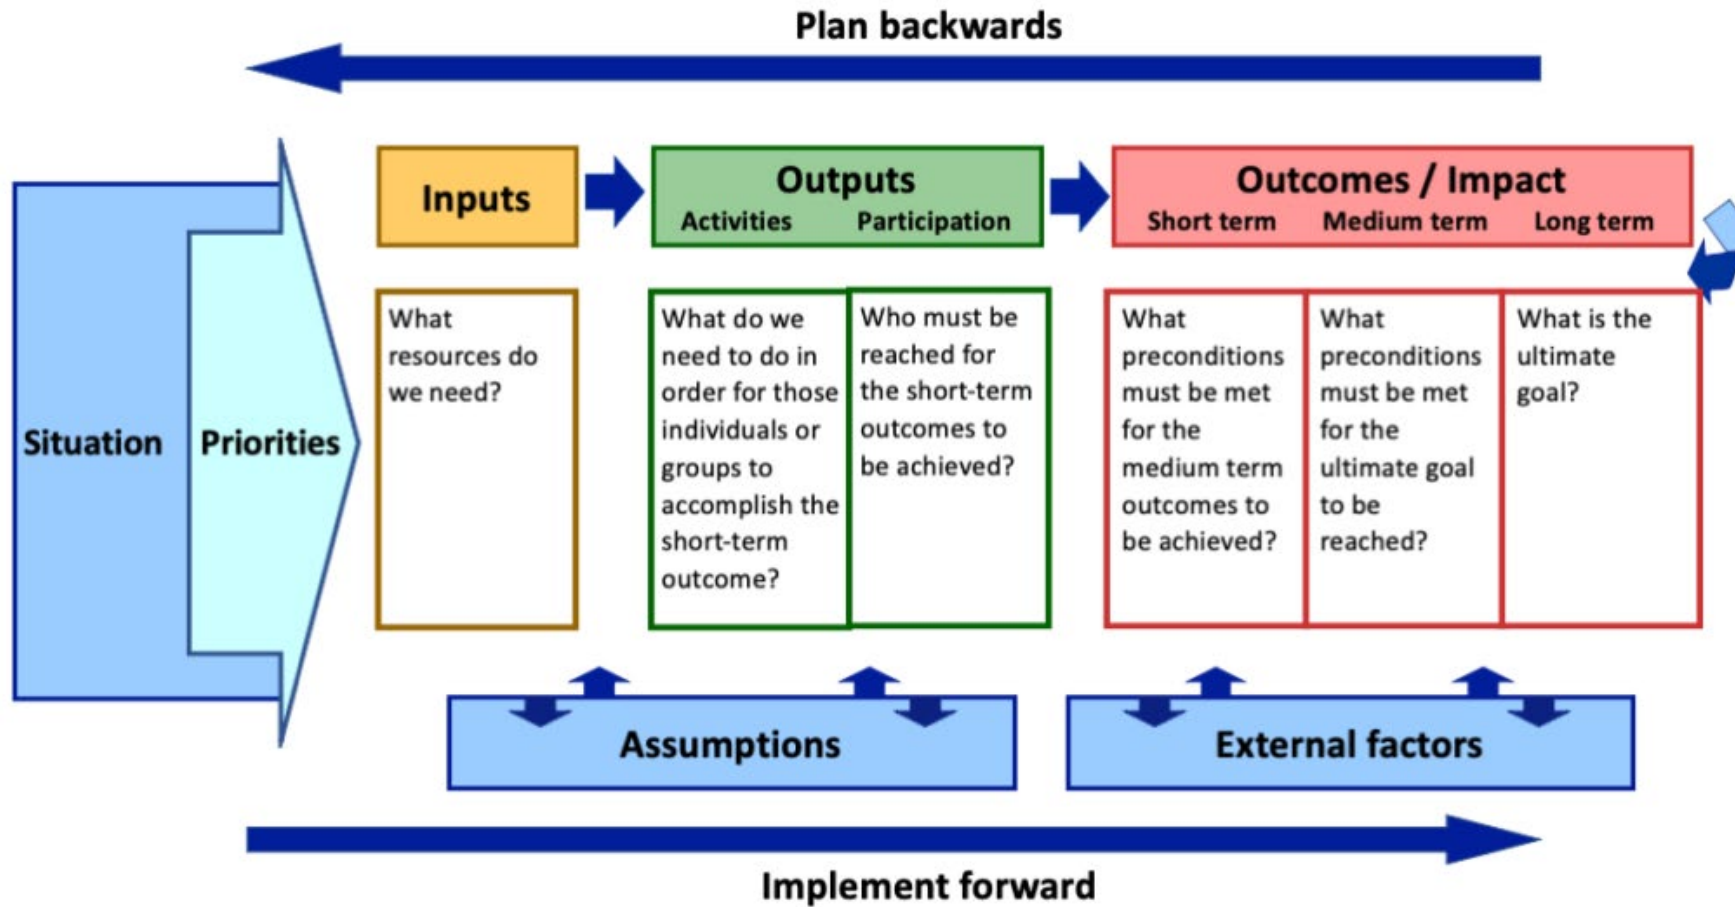 Plan backwards
Inputs
Outputs
Activities Participation
Outcomes / Impact
Short term Medium term Long term
Situation
Priorities
What
resources do
we need?
What do we
need to do in
order for those
individuals or
groups to
accomplish the
short-term
outcome?
Who must be
reached for
the short-term
outcomes to
be achieved?
What
preconditions
must be met
for the
medium term
outcomes to
be achieved?
What
preconditions
must be met
for the
ultimate goal
to be
reached?
What is the
ultimate
goal?
Assumptions
External factors
Implement forward